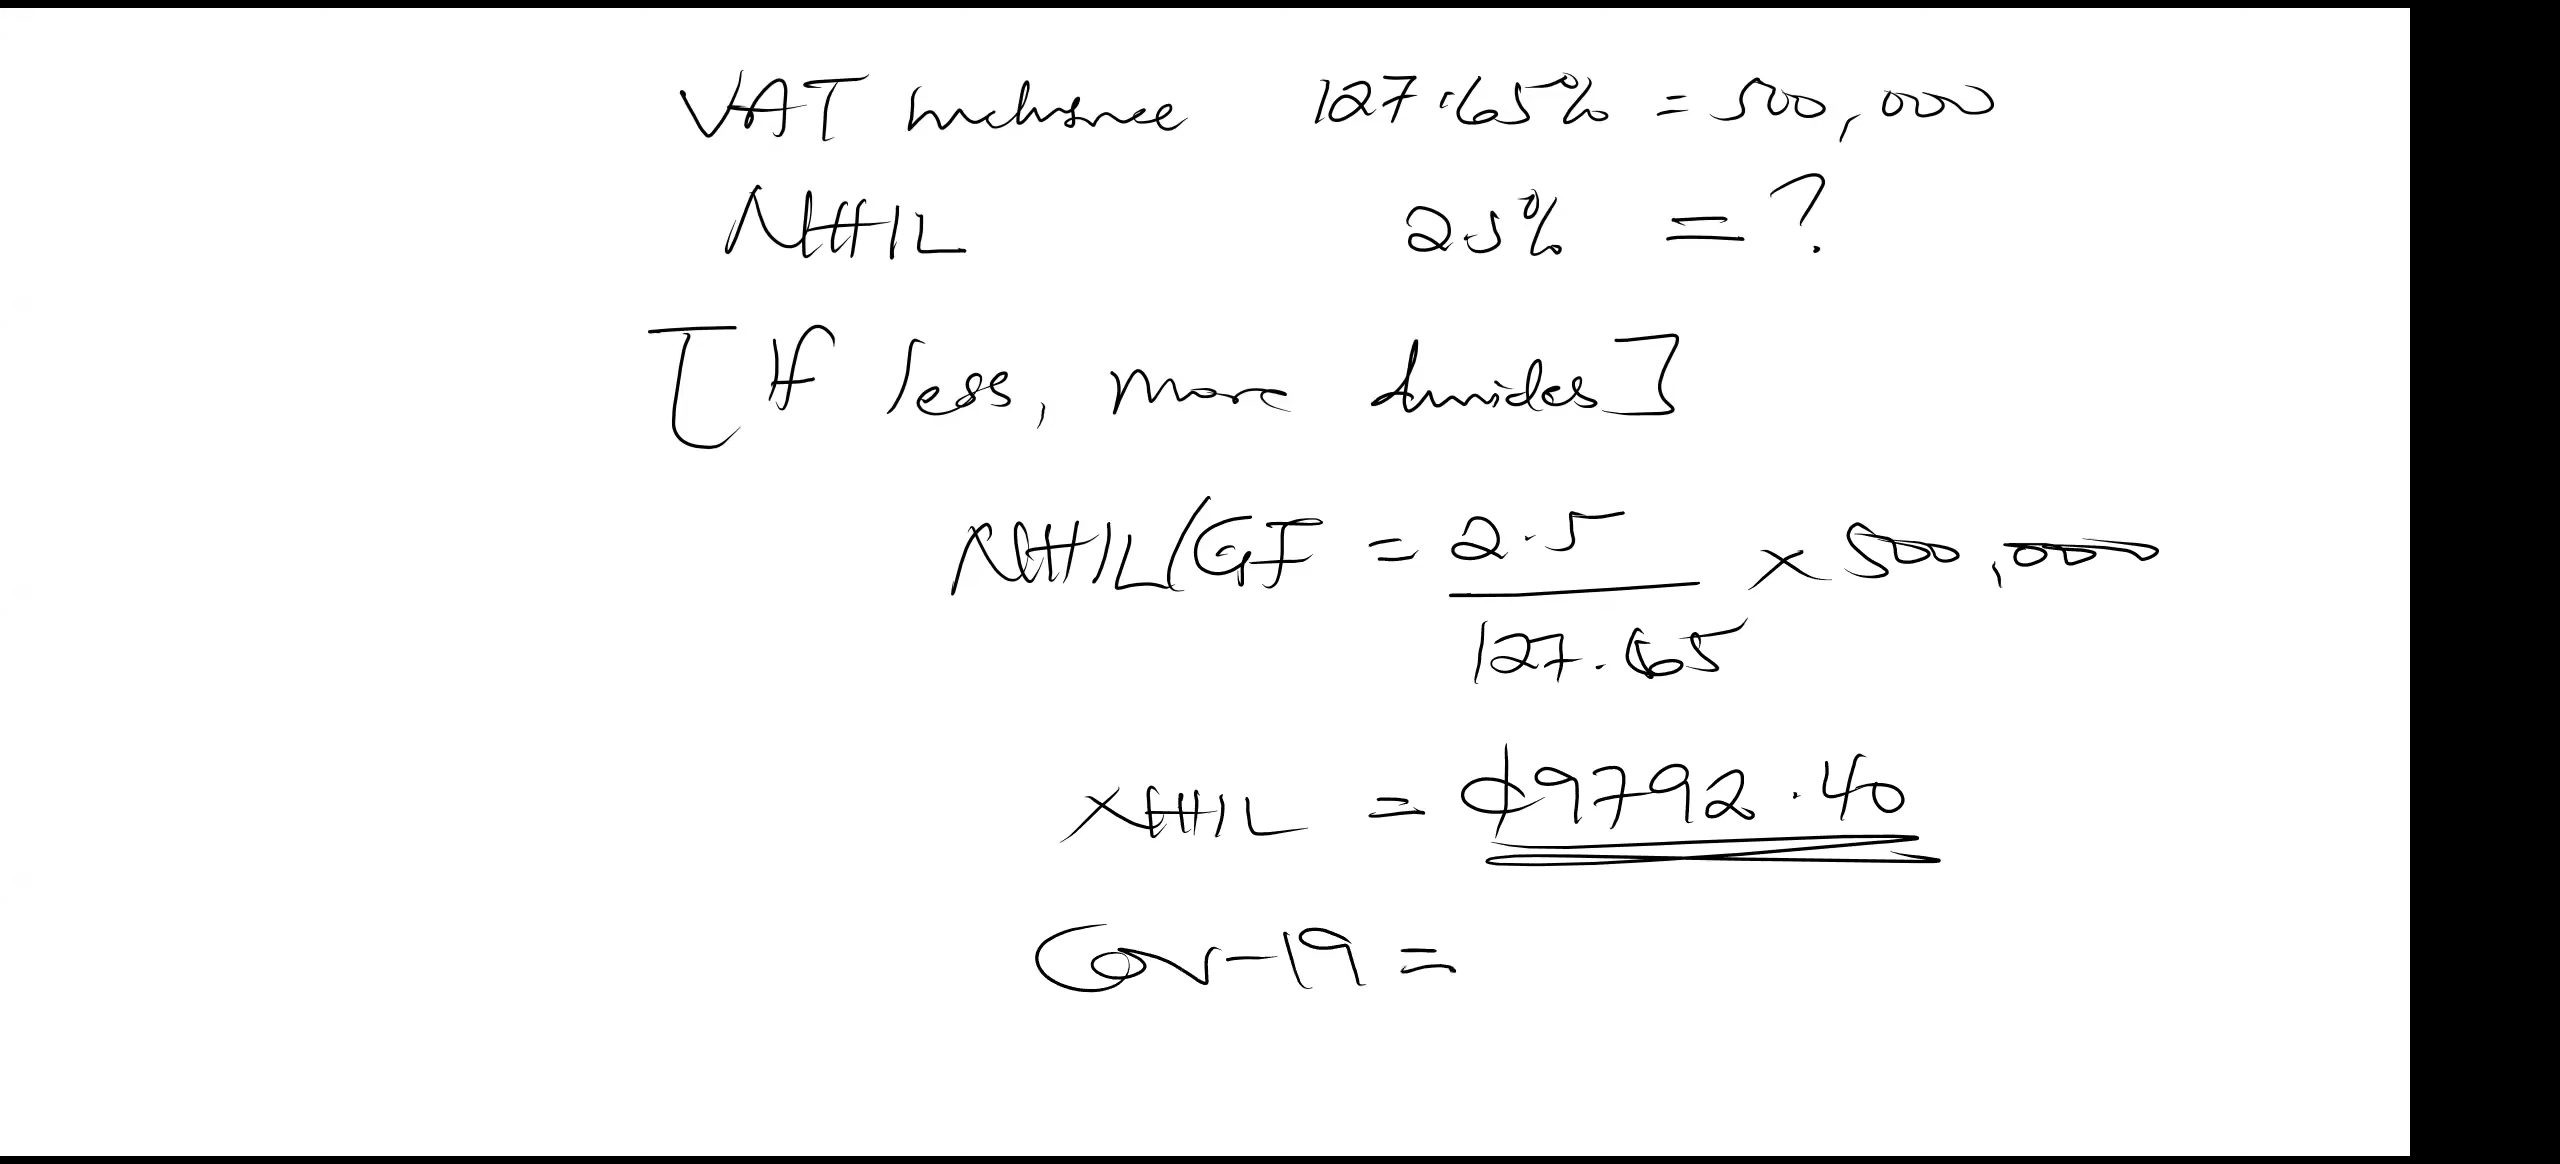 VAT inclusive 127.65% = 500,000
NHIL 2.5% = ?
[If less, more divides]
NHIL/GF = 2.5 / 127.65 × 500,000
NHIL = ¢9792.40
Cov-19 =